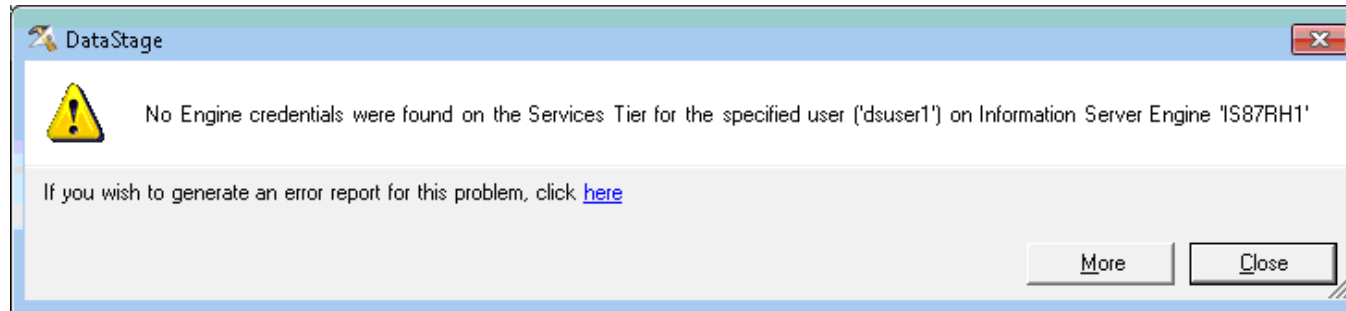 DataStage
No Engine credentials were found on the Services Tier for the specified user ('dsuser1') on Information Server Engine 'IS87RH1'
If you wish to generate an error report for this problem, click here
More
Close